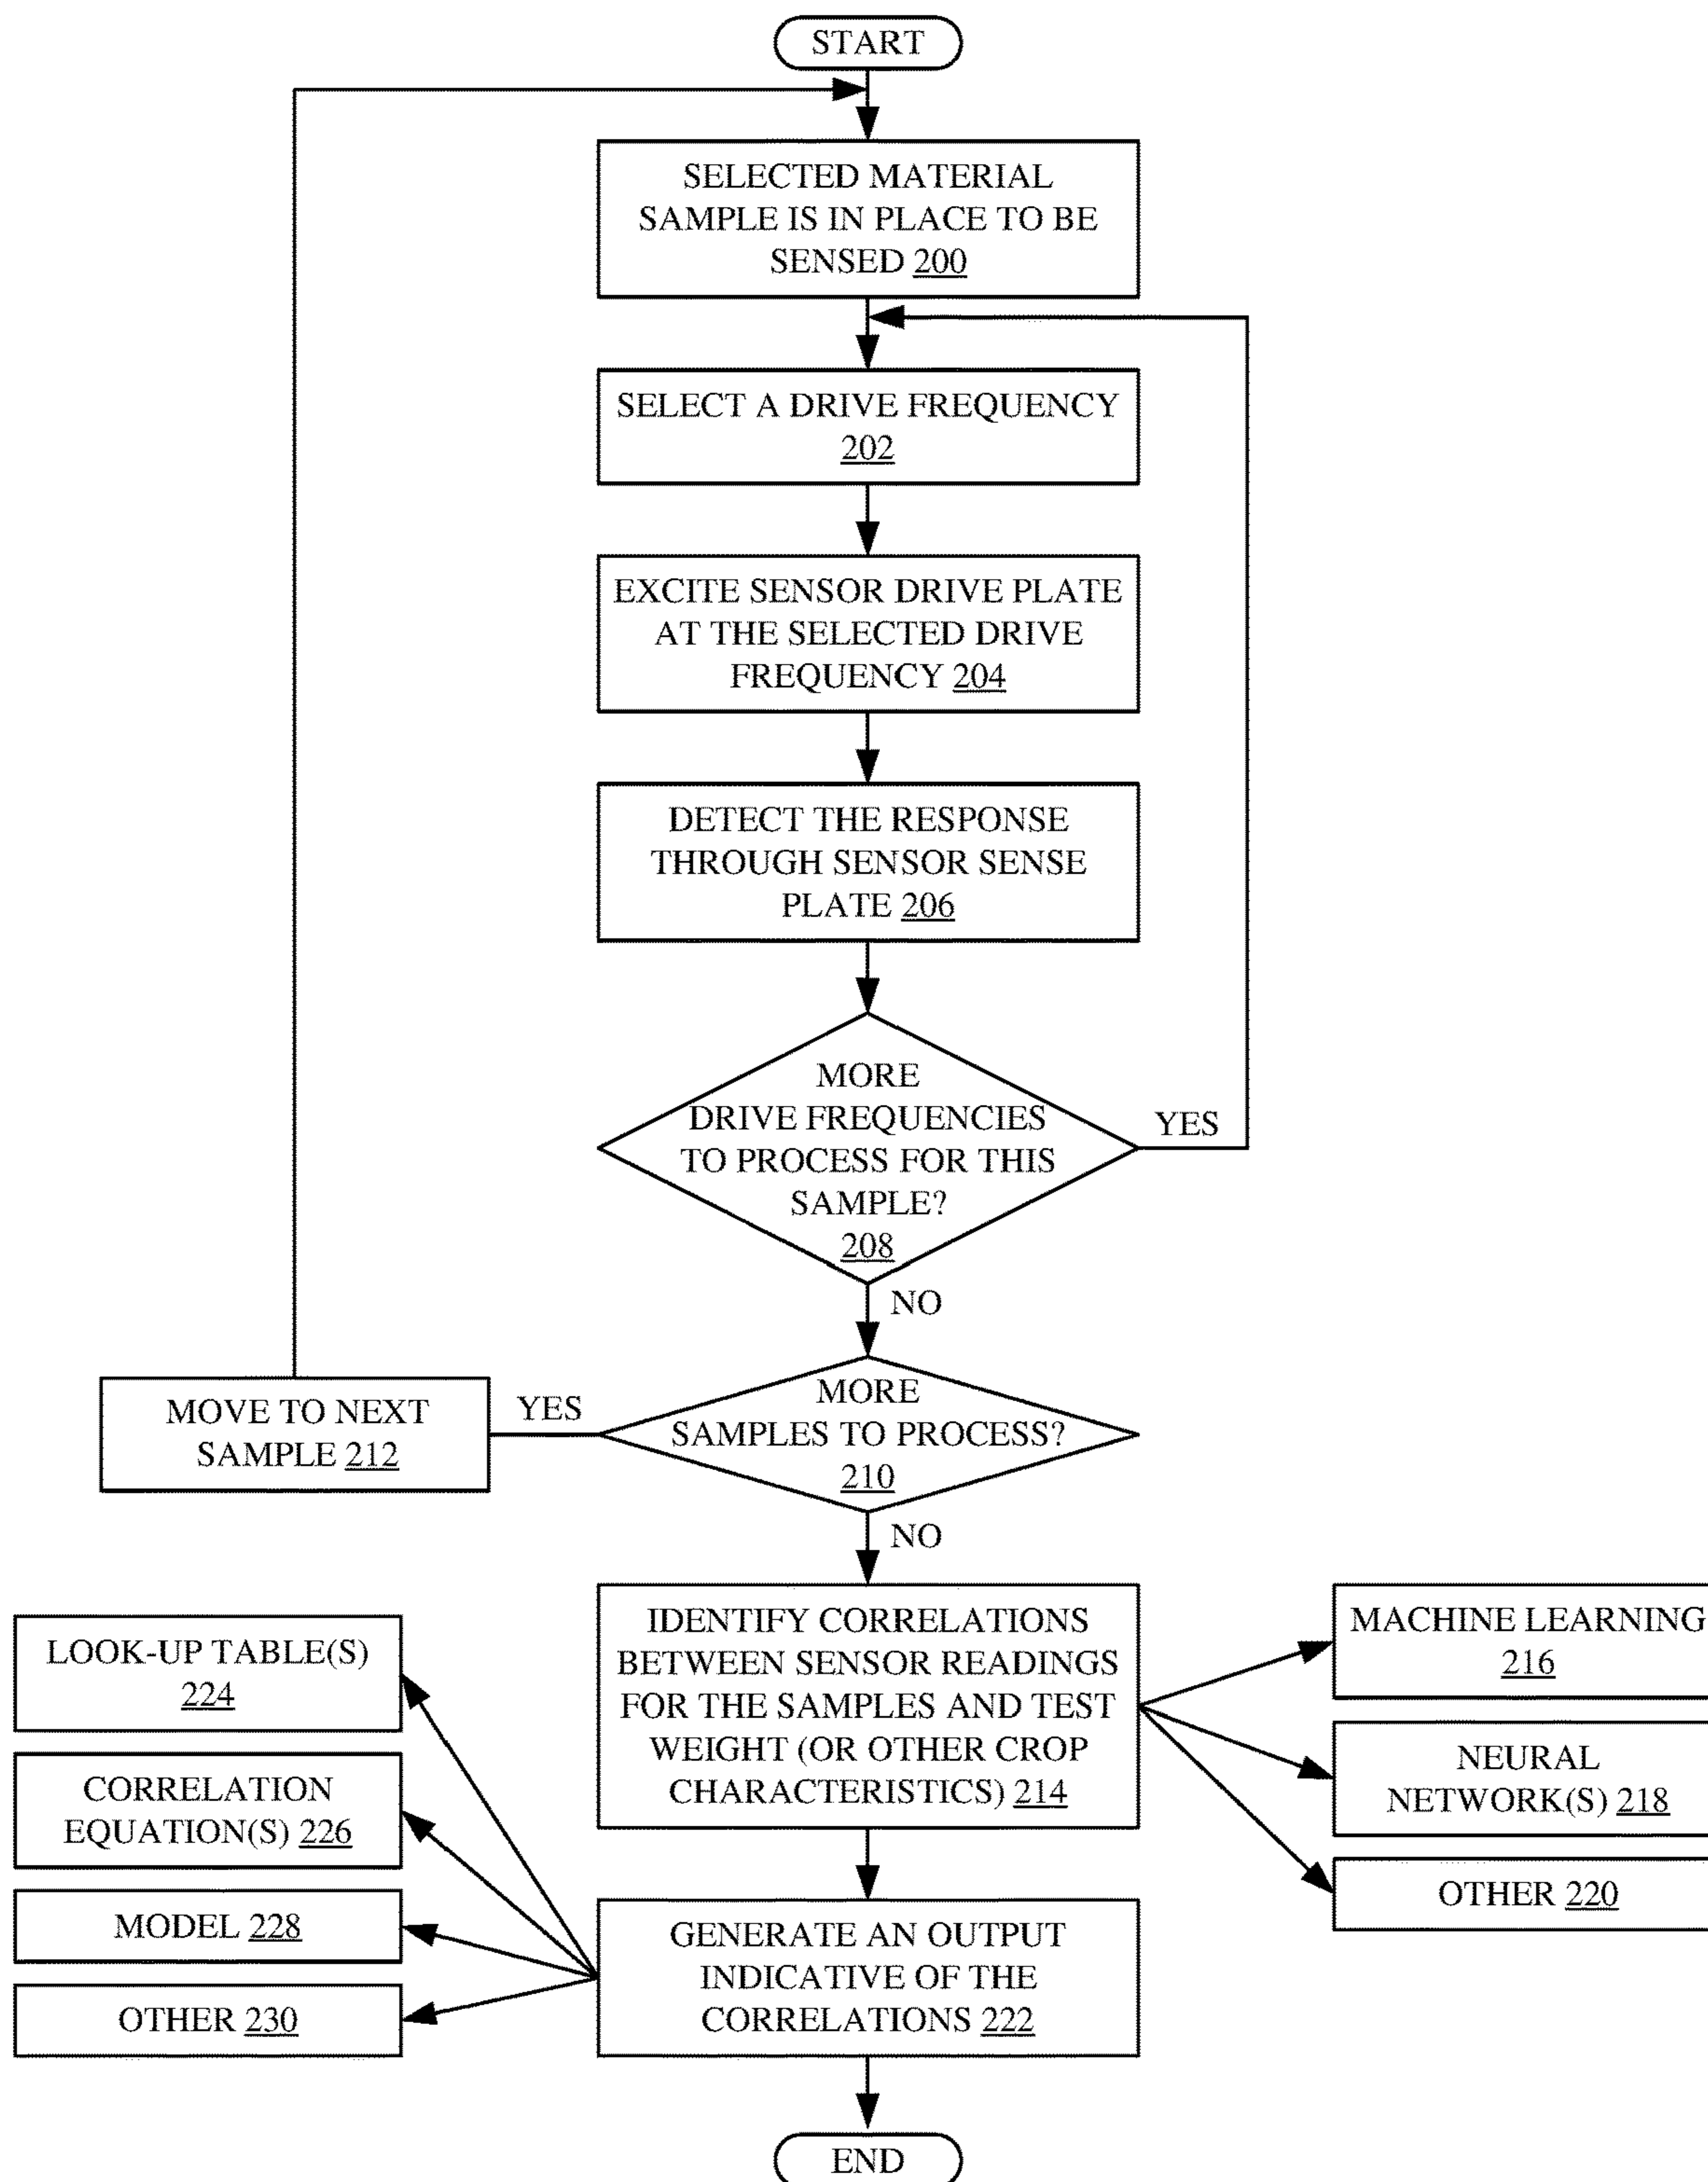 START
SELECTED MATERIAL
SAMPLE IS IN PLACE TO BE
SENSED 200
SELECT A DRIVE FREQUENCY
202
EXCITE SENSOR DRIVE PLATE
AT THE SELECTED DRIVE
FREQUENCY 204
DETECT THE RESPONSE
THROUGH SENSOR SENSE
PLATE 206
MORE
DRIVE FREQUENCIES
TO PROCESS FOR THIS
SAMPLE?
208
YES
NO
MORE
SAMPLES TO PROCESS?
210
YES
MOVE TO NEXT
SAMPLE 212
NO
IDENTIFY CORRELATIONS
BETWEEN SENSOR READINGS
FOR THE SAMPLES AND TEST
WEIGHT (OR OTHER CROP
CHARACTERISTICS) 214
MACHINE LEARNING
216
NEURAL
NETWORK(S) 218
OTHER 220
GENERATE AN OUTPUT
INDICATIVE OF THE
CORRELATIONS 222
LOOK-UP TABLE(S)
224
CORRELATION
EQUATION(S) 226
MODEL 228
OTHER 230
END